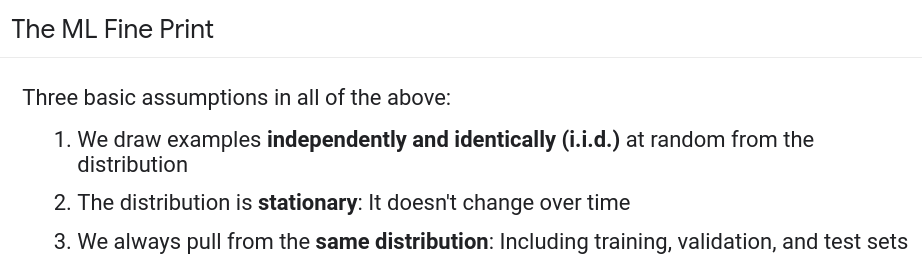 The ML Fine Print
Three basic assumptions in all of the above:
1. We draw examples independently and identically (i.i.d.) at random from the
distribution
2. The distribution is stationary: It doesn't change over time
3. We always pull from the same distribution: Including training, validation, and test sets